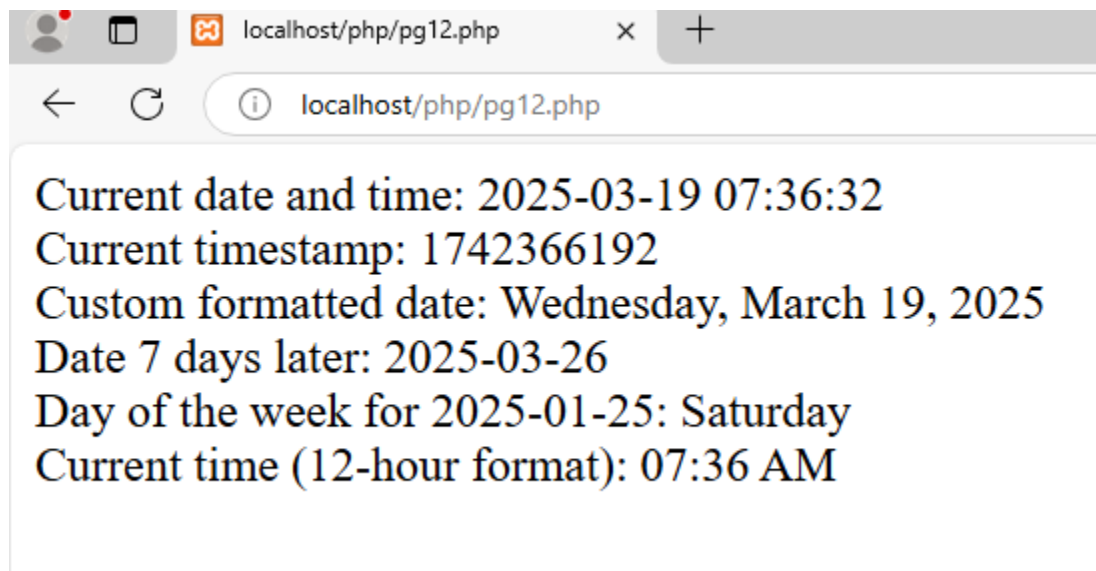 localhost/php/pg12.php
localhost/php/pg12.php
Current date and time: 2025-03-19 07:36:32
Current timestamp: 1742366192
Custom formatted date: Wednesday, March 19, 2025
Date 7 days later: 2025-03-26
Day of the week for 2025-01-25: Saturday
Current time (12-hour format): 07:36 AM